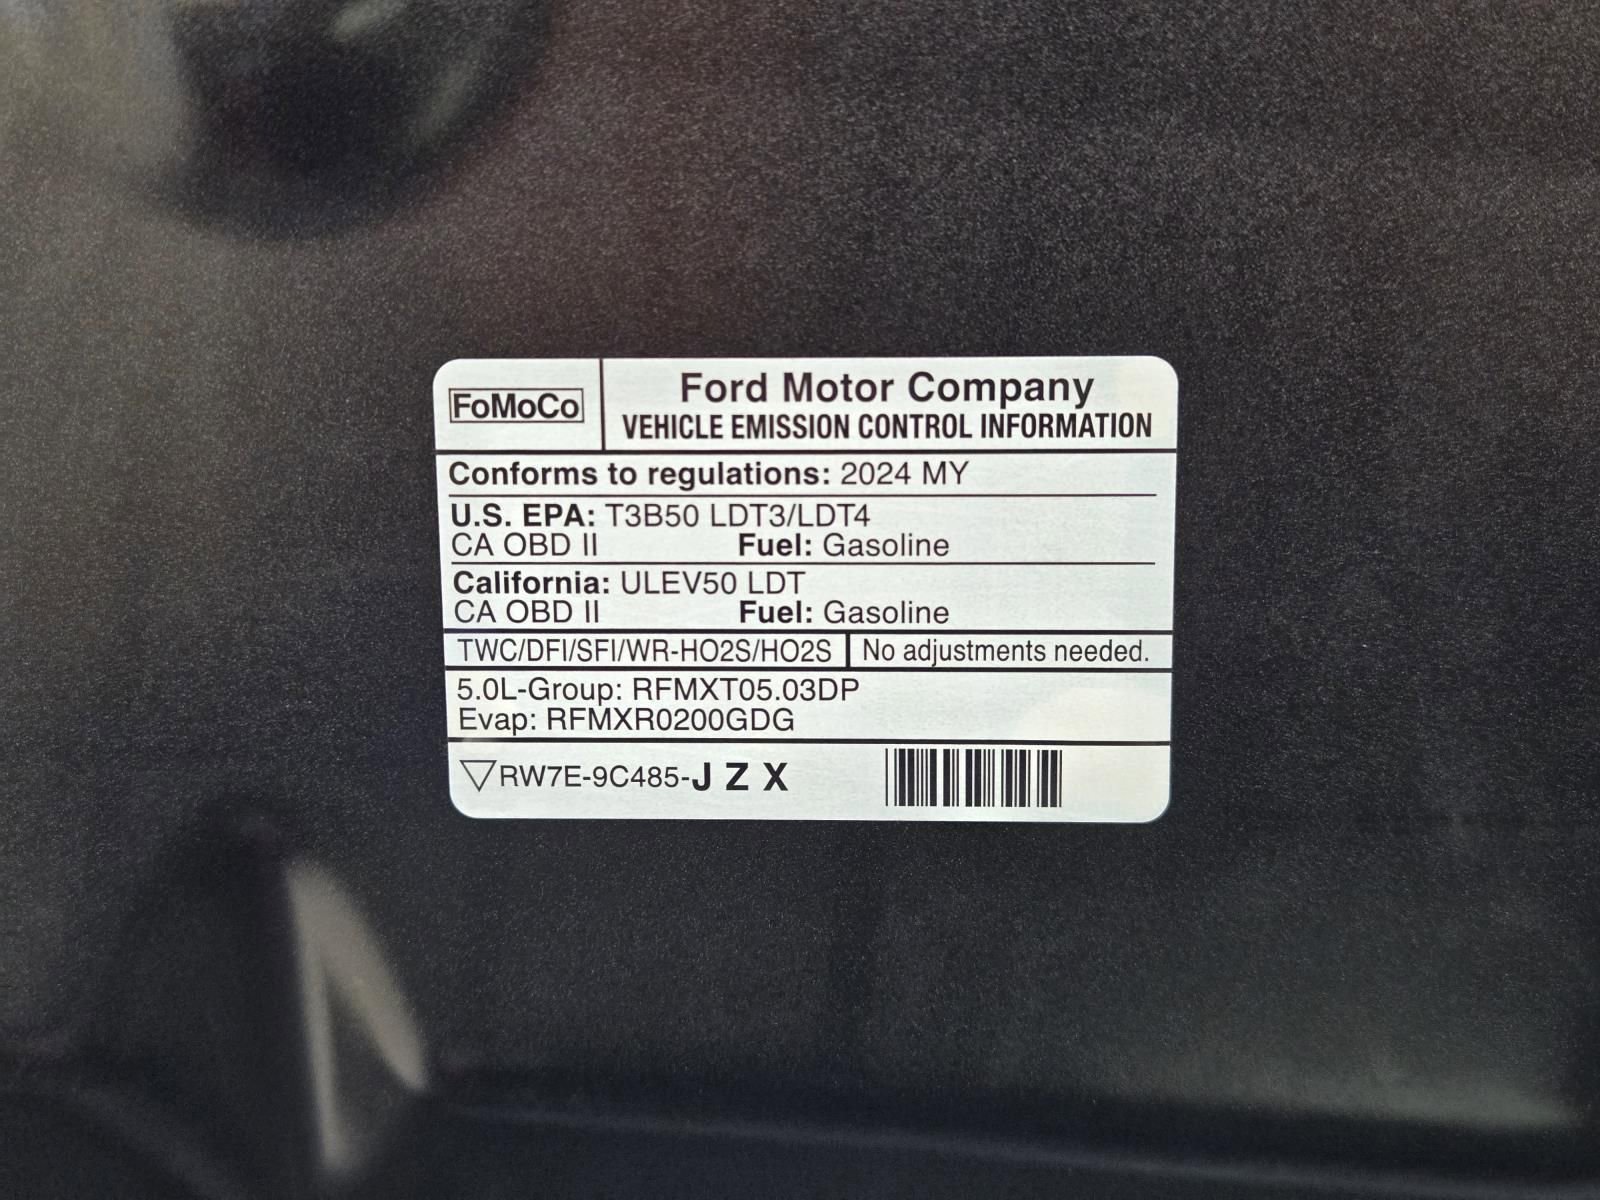 FoMoCo
Ford Motor Company
VEHICLE EMISSION CONTROL INFORMATION
Conforms to regulations: 2024 MY
U.S. EPA: T3B50 LDT3/LDT4
CA OBD II Fuel: Gasoline
California: ULEV50 LDT
CA OBD II Fuel: Gasoline
TWC/DFI/SFI/WR-HO2S/HO2S No adjustments needed.
5.0L-Group: RFMXT05.03DP
Evap: RFMXR0200GDG
RW7E-9C485-J Z X